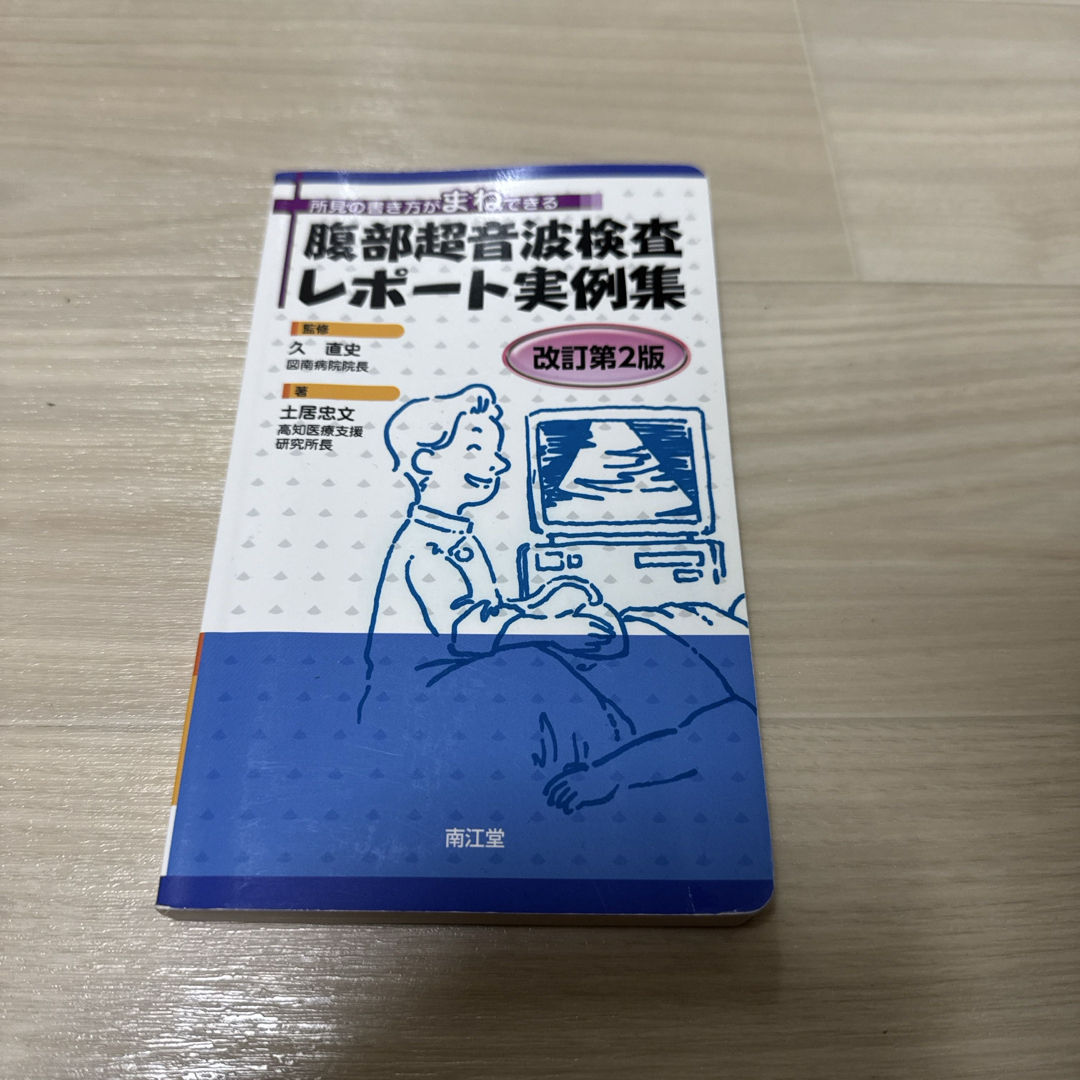 所見の書き方がまねできる
腹部超音波検査
レポート実例集
改訂第2版
監修
久 直史
図南病院院長
著
土居忠文
高知医療支援
研究所長
南江堂